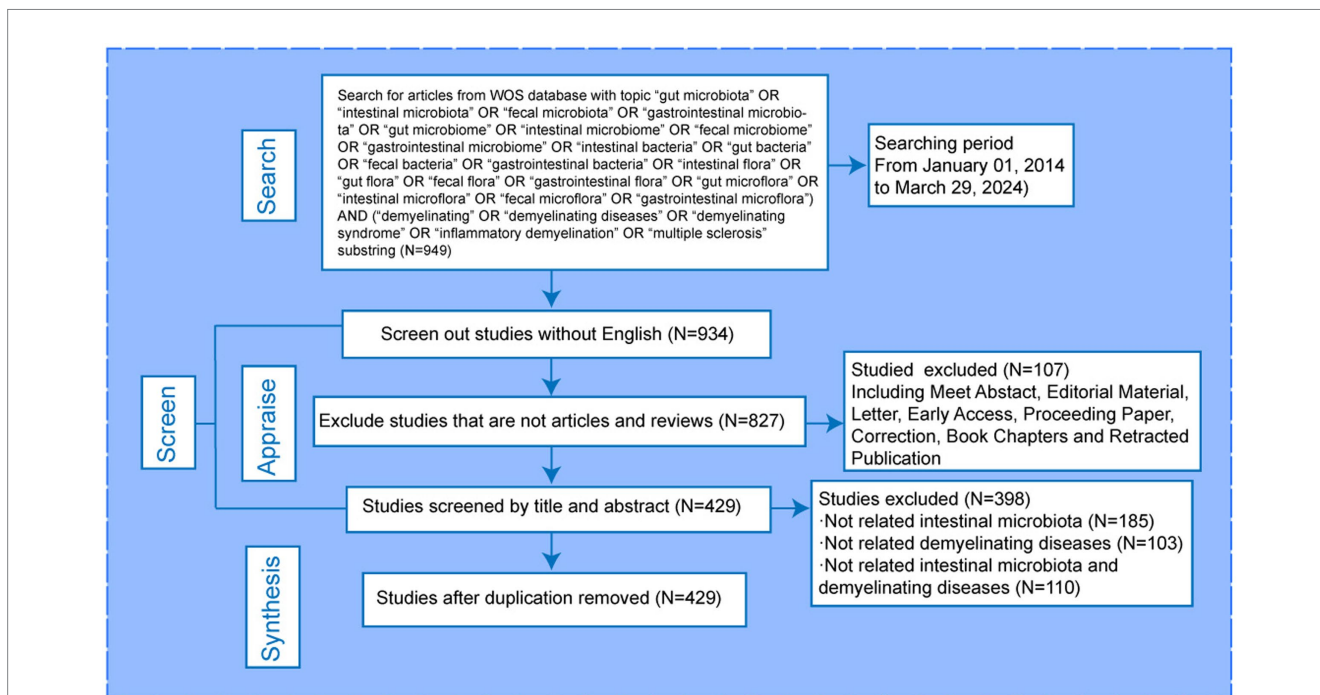 Search
Search for articles from WOS database with topic “gut microbiota” OR
“intestinal microbiota” OR “fecal microbiota” OR “gastrointestinal microbio-
ta” OR “gut microbiome” OR “intestinal microbiome” OR “fecal microbiome”
OR “gastrointestinal microbiome” OR “intestinal bacteria” OR “gut bacteria”
OR “fecal bacteria” OR “gastrointestinal bacteria” OR “intestinal flora” OR
“gut flora” OR “fecal flora” OR “gastrointestinal flora” OR “gut microflora” OR
“intestinal microflora” OR “fecal microflora” OR “gastrointestinal microflora”)
AND (“demyelinating” OR “demyelinating diseases” OR “demyelinating
syndrome” OR “inflammatory demyelination” OR “multiple sclerosis”
substring (N=949)
Searching period
From January 01, 2014
to March 29, 2024)
Screen
Appraise
Screen out studies without English (N=934)
Exclude studies that are not articles and reviews (N=827)
Studied excluded (N=107)
Including Meet Abstact, Editorial Material,
Letter, Early Access, Proceeding Paper,
Correction, Book Chapters and Retracted
Publication
Studies screened by title and abstract (N=429)
Studies excluded (N=398)
·Not related intestinal microbiota (N=185)
·Not related demyelinating diseases (N=103)
·Not related intestinal microbiota and
demyelinating diseases (N=110)
Synthesis
Studies after duplication removed (N=429)